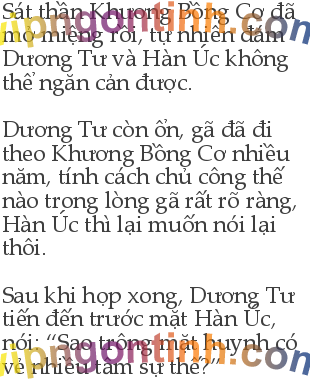 Sát thần Khương Bồng Cơ đã
mở miệng rồi, tự nhiên đám
Dương Tư và Hàn Úc không
thể ngăn cản được.
Dương Tư còn ổn, gã đã đi
theo Khương Bồng Cơ nhiều
năm, tính cách chủ công thế
nào trong lòng gã rất rõ ràng,
Hàn Úc thì lại muốn nói lại
thôi.
Sau khi họp xong, Dương Tư
tiến đến trước mặt Hàn Úc,
nói: “Sao trông mặt huynh có
vẻ nhiều tâm sự thế?”
vipngontinh.com
vipngontinh.com